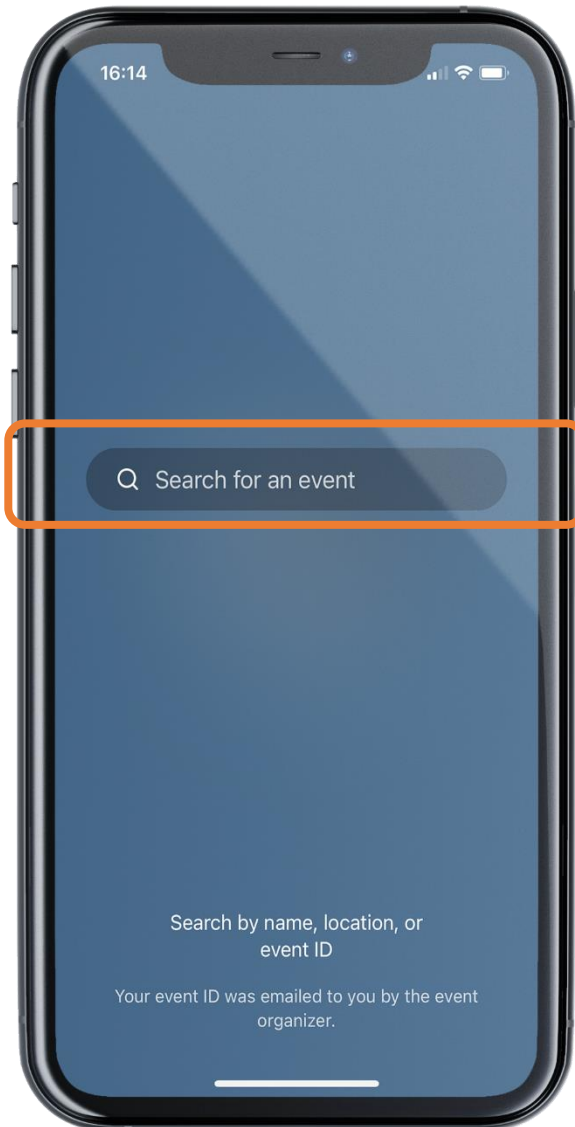 16:14
Search for an event
Search by name, location, or
event ID
Your event ID was emailed to you by the event
organizer.